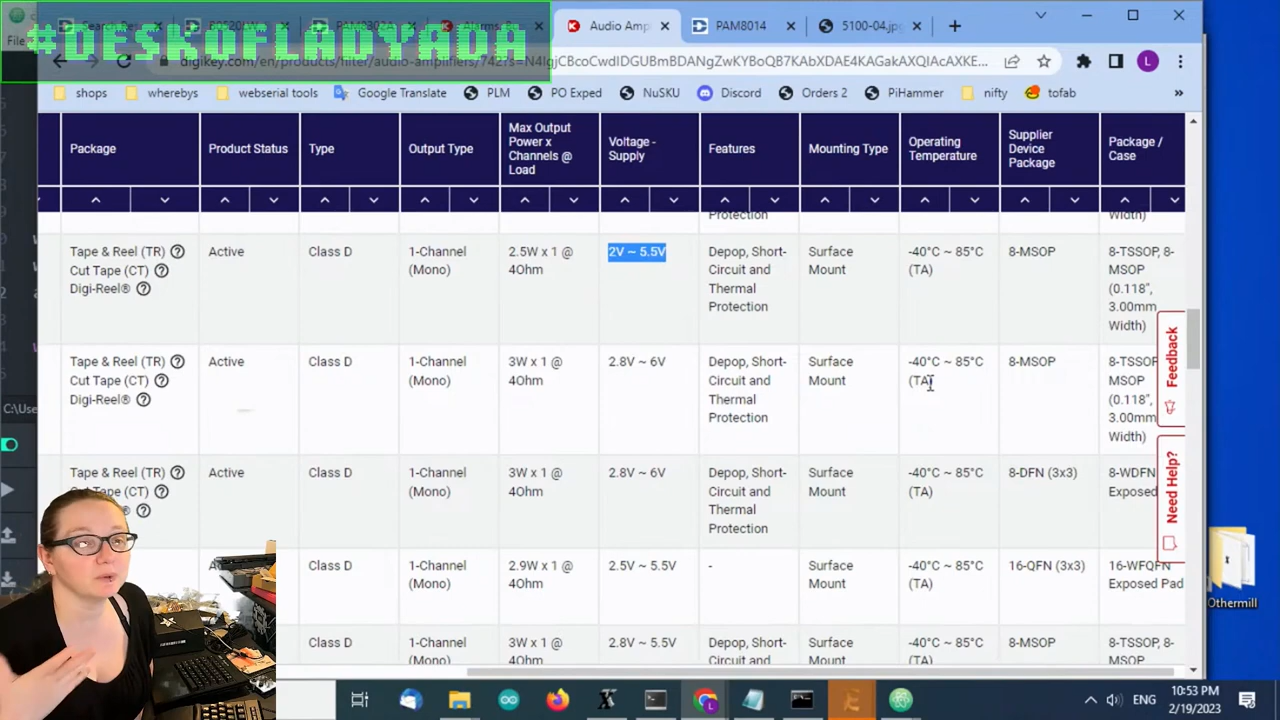 #DESKOFLADYADA
Audio Amp
PAM8014
5100-04.jpg
digikey.com/en/products/filter/audio-amplifiers/742?s=N4IgjCBcoCwdIDGUBmBDANgZwKYBoQB7KAbXDAE4KAGakAXQIAcAXKE...
L
shops
whereby
webserial tools
Google Translate
PLM
PO Exped
NuSKU
Discord
Orders 2
PiHammer
nifty
tofab
»
Package
Product Status
Type
Output Type
Max Output
Power x
Channels @
Load
Voltage -
Supply
Features
Mounting Type
Operating
Temperature
Supplier
Device
Package
Package /
Case
Protection
Width)
Tape & Reel (TR)
Cut Tape (CT)
Digi-Reel®
Active
Class D
1-Channel
(Mono)
2.5W x 1 @
4Ohm
2V ~ 5.5V
Depop, Short-
Circuit and
Thermal
Protection
Surface
Mount
-40°C ~ 85°C
(TA)
8-MSOP
8-TSSOP, 8-
MSOP
(0.118",
3.00mm
Width)
Tape & Reel (TR)
Cut Tape (CT)
Digi-Reel®
Active
Class D
1-Channel
(Mono)
3W x 1 @
4Ohm
2.8V ~ 6V
Depop, Short-
Circuit and
Thermal
Protection
Surface
Mount
-40°C ~ 85°C
(TA)
8-MSOP
8-TSSOP
MSOP
(0.118",
3.00mm
Width)
Tape & Reel (TR)
Cut Tape (CT)
Active
Class D
1-Channel
(Mono)
3W x 1 @
4Ohm
2.8V ~ 6V
Depop, Short-
Circuit and
Thermal
Protection
Surface
Mount
-40°C ~ 85°C
(TA)
8-DFN (3x3)
8-WDFN
Exposed
Class D
1-Channel
(Mono)
2.9W x 1 @
4Ohm
2.5V ~ 5.5V
-
Surface
Mount
-40°C ~ 85°C
(TA)
16-QFN (3x3)
16-WFQFN
Exposed Pad
Class D
1-Channel
(Mono)
3W x 1 @
4Ohm
2.8V ~ 5.5V
Depop, Short-
Circuit and
Surface
Mount
-40°C ~ 85°C
(TA)
8-MSOP
8-TSSOP,
MSOP
Feedback
Need Help?
C:\Use
Othermill
ENG
10:53 PM
2/19/2023